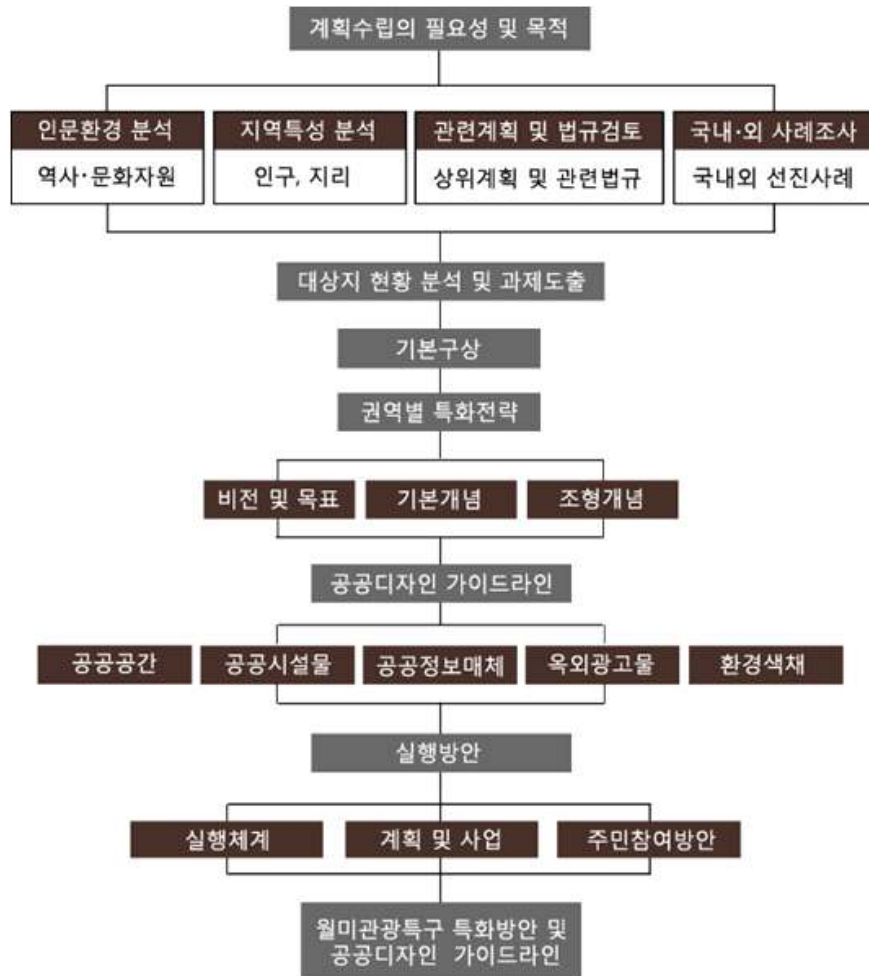 계획수립의 필요성 및 목적
인문환경 분석
역사·문화자원
지역특성 분석
인구, 지리
관련계획 및 법규검토
상위계획 및 관련법규
국내·외 사례조사
국내외 선진사례
대상지 현황 분석 및 과제도출
기본구상
권역별 특화전략
비전 및 목표
기본개념
조형개념
공공디자인 가이드라인
공공공간
공공시설물
공공정보매체
옥외광고물
환경색채
실행방안
실행체계
계획 및 사업
주민참여방안
월미관광특구 특화방안 및
공공디자인 가이드라인